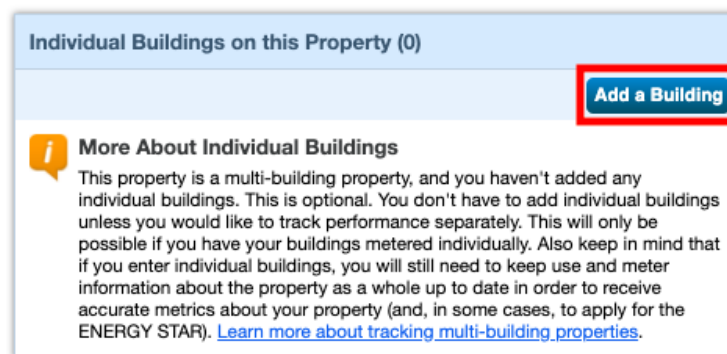 Individual Buildings on this Property (0)
Add a Building
i
More About Individual Buildings
This property is a multi-building property, and you haven't added any
individual buildings. This is optional. You don't have to add individual buildings
unless you would like to track performance separately. This will only be
possible if you have your buildings metered individually. Also keep in mind that
if you enter individual buildings, you will still need to keep use and meter
information about the property as a whole up to date in order to receive
accurate metrics about your property (and, in some cases, to apply for the
ENERGY STAR). Learn more about tracking multi-building properties.